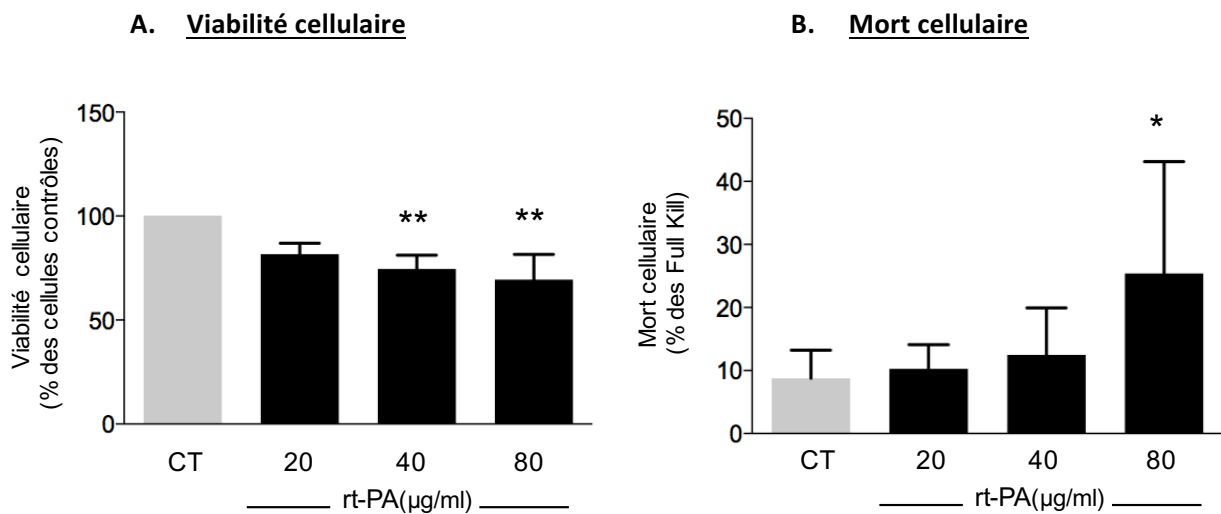 A. Viabilité cellulaire
150
100
50
0
Viabilité cellulaire
(% des cellules contrôles)
** **
CT 20 40 80
rt-PA(µg/ml)
B. Mort cellulaire
50
40
30
20
10
0
Mort cellulaire
(% des Full Kill)
*
CT 20 40 80
rt-PA(µg/ml)